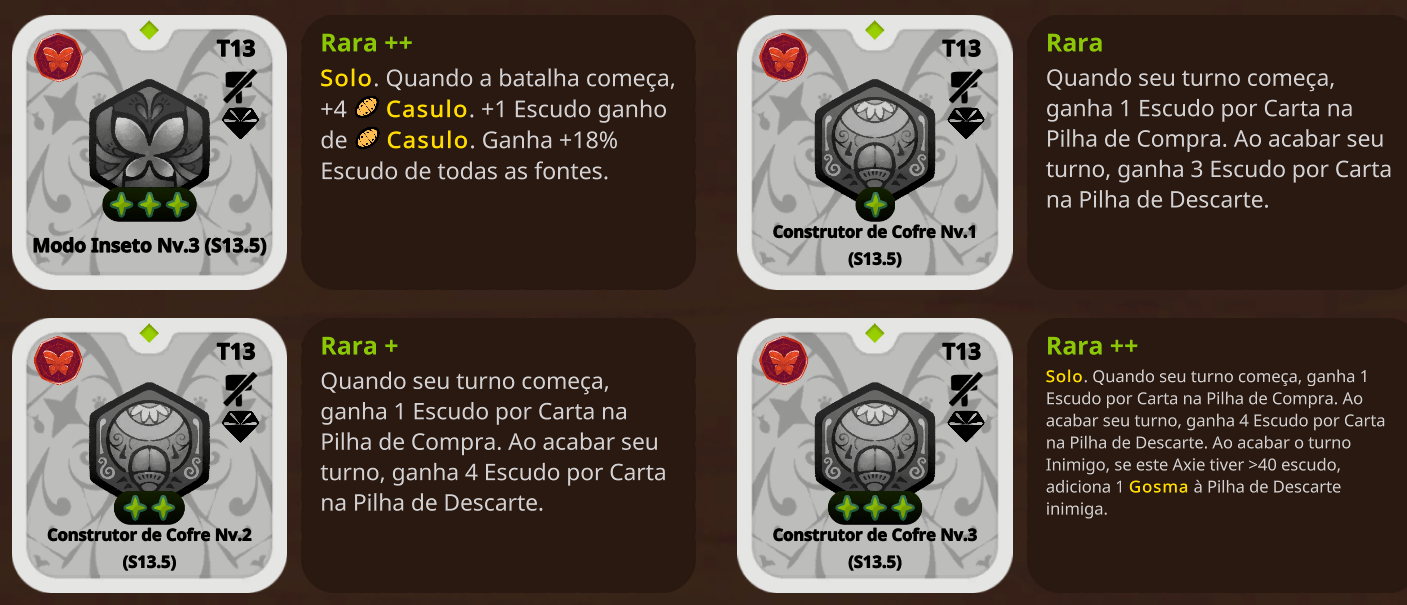 T13
Modo Inseto Nv.3 (S13.5)
Rara ++
Solo. Quando a batalha começa,
+4 Casulo. +1 Escudo ganho
de Casulo. Ganha +18%
Escudo de todas as fontes.
T13
Construtor de Cofre Nv.1
(S13.5)
Rara
Quando seu turno começa,
ganha 1 Escudo por Carta na
Pilha de Compra. Ao acabar seu
turno, ganha 3 Escudo por Carta
na Pilha de Descarte.
T13
Construtor de Cofre Nv.2
(S13.5)
Rara +
Quando seu turno começa,
ganha 1 Escudo por Carta na
Pilha de Compra. Ao acabar seu
turno, ganha 4 Escudo por Carta
na Pilha de Descarte.
T13
Construtor de Cofre Nv.3
(S13.5)
Rara ++
Solo. Quando seu turno começa, ganha 1
Escudo por Carta na Pilha de Compra. Ao
acabar seu turno, ganha 4 Escudo por Carta
na Pilha de Descarte. Ao acabar o turno
Inimigo, se este Axie tiver >40 escudo,
adiciona 1 Gosma à Pilha de Descarte
inimiga.